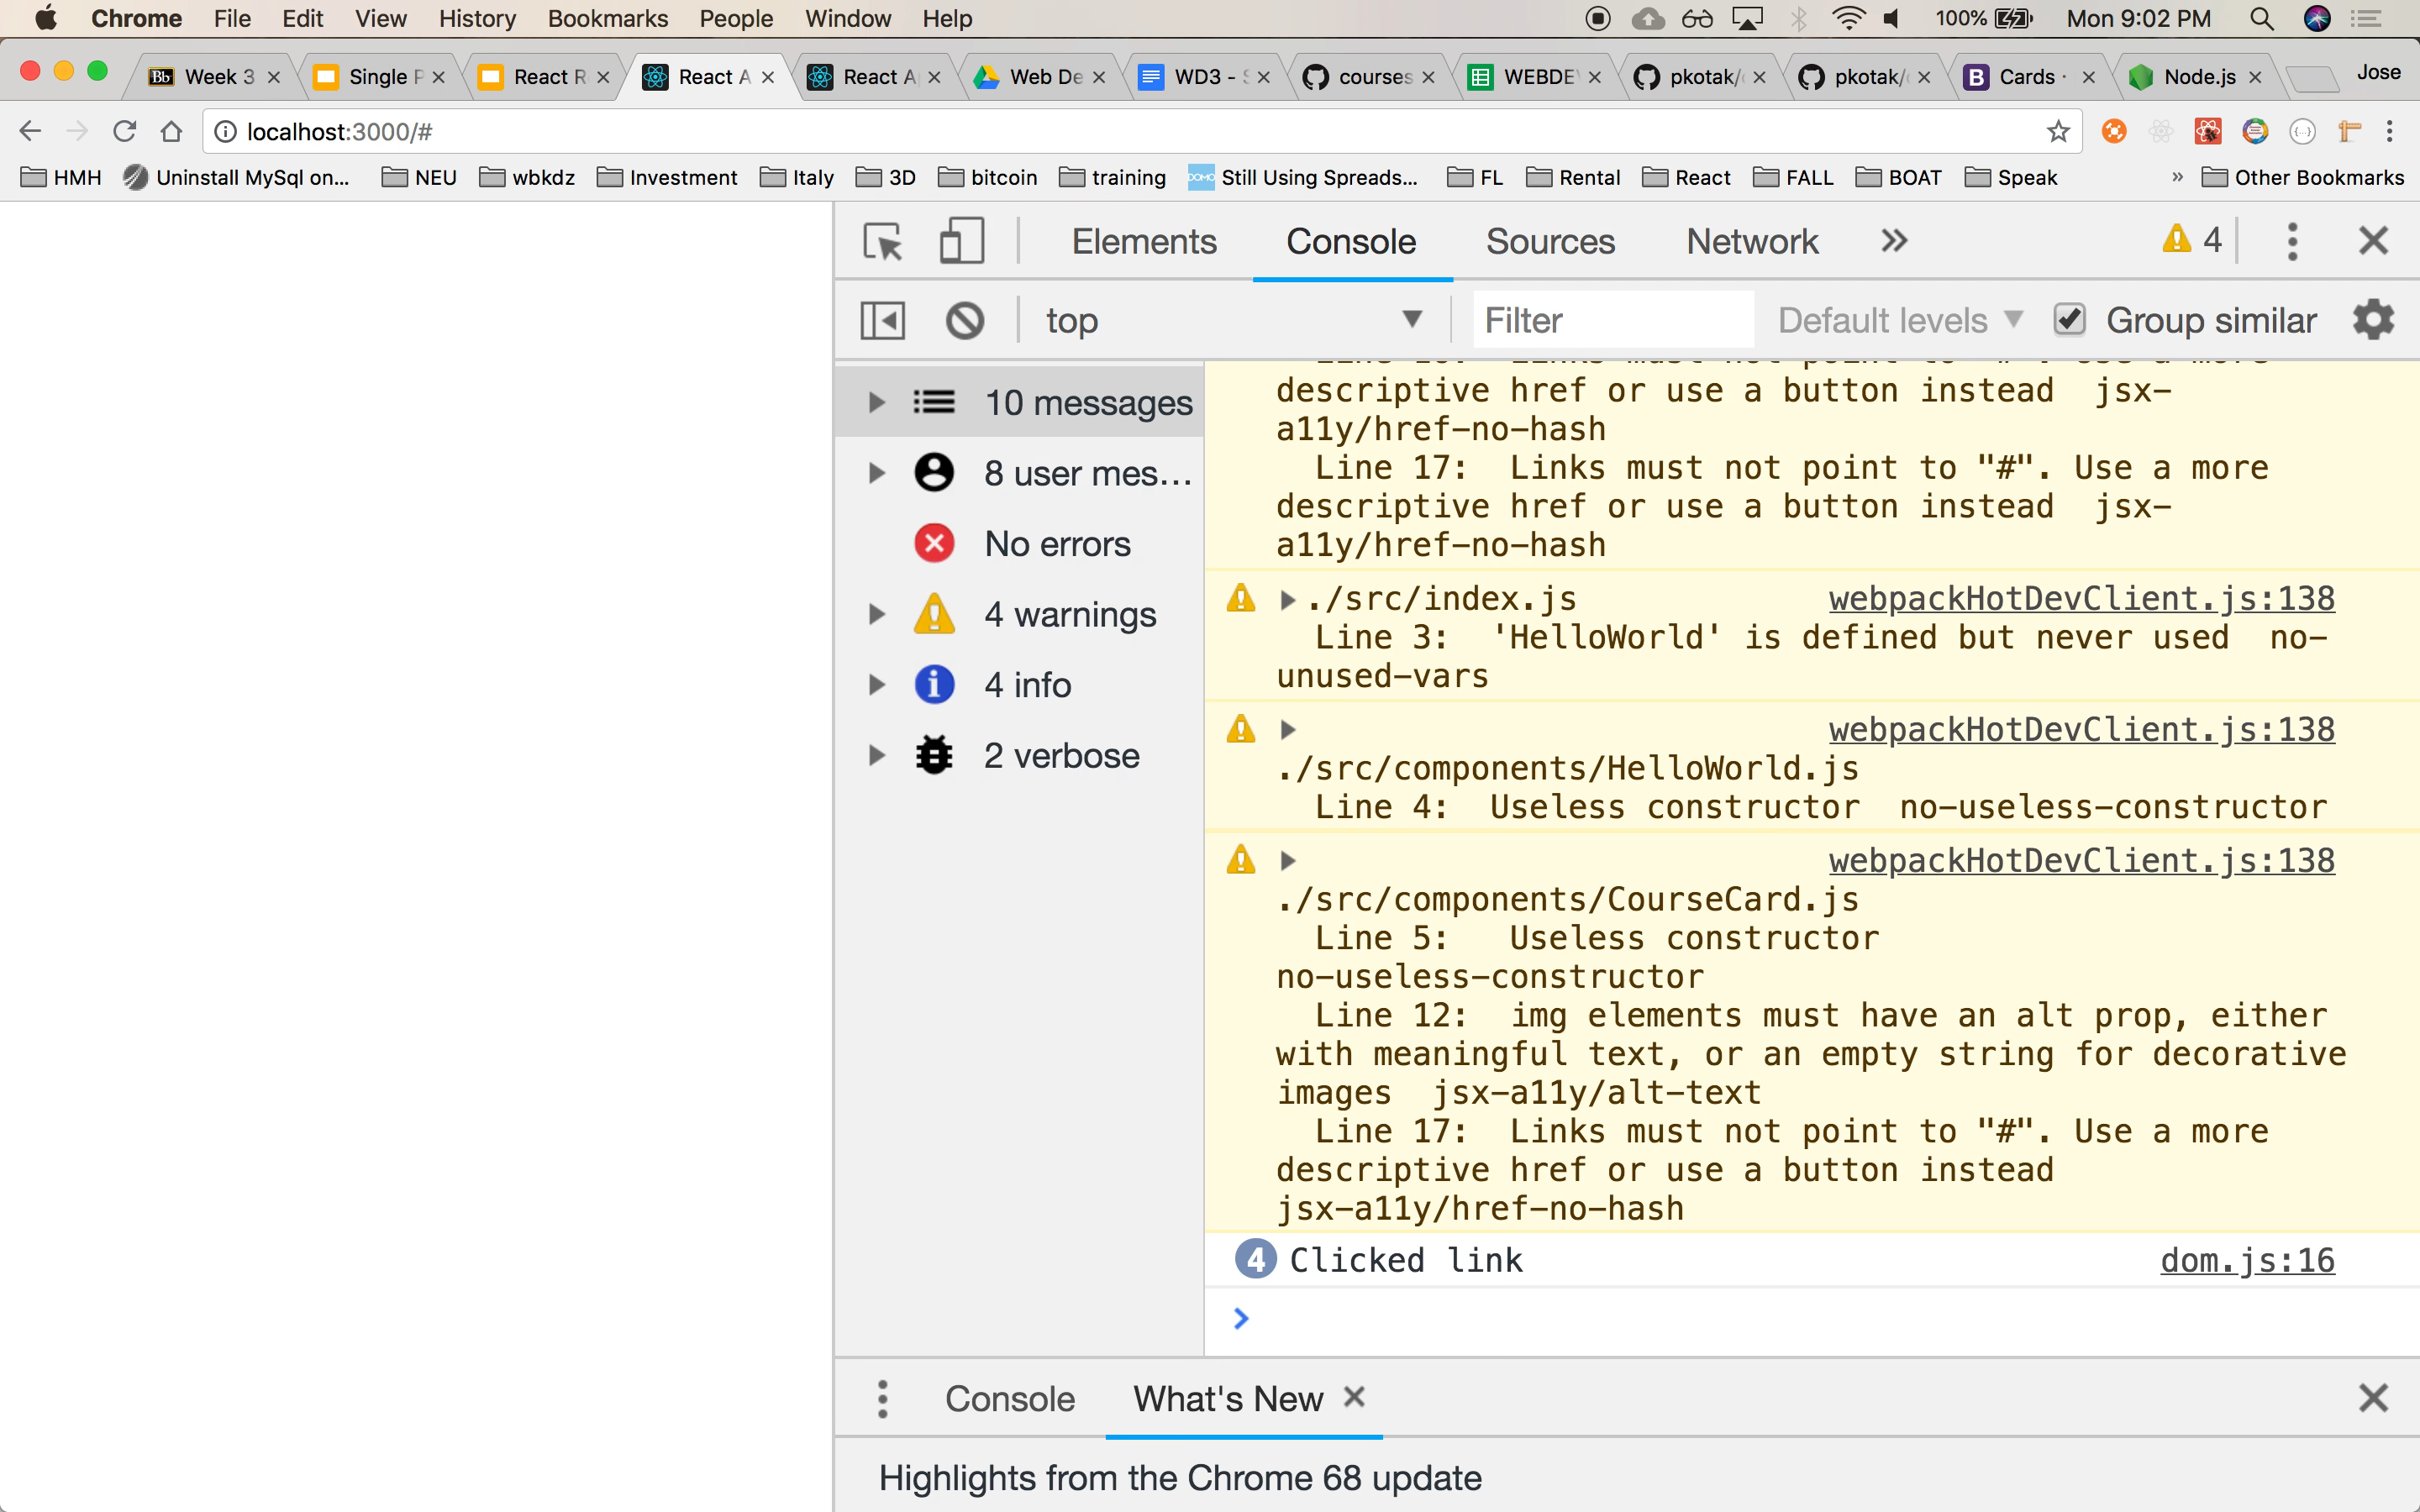 Chrome File Edit View History Bookmarks People Window Help 100% Mon 9:02 PM
Bb Week 3 Single P React R React A React A Web De WD3 - S courses WEBDEV pkotak/ pkotak/ B Cards · Node.js Jose
localhost:3000/#
HMH Uninstall MySql on... NEU wbkdz Investment Italy 3D bitcoin training DOMO Still Using Spreads... FL Rental React FALL BOAT Speak » Other Bookmarks
Elements Console Sources Network » 4
top Filter Default levels Group similar
10 messages
8 user mes...
No errors
4 warnings
4 info
2 verbose
descriptive href or use a button instead jsx-
a11y/href-no-hash
Line 17: Links must not point to "#". Use a more
descriptive href or use a button instead jsx-
a11y/href-no-hash
./src/index.js webpackHotDevClient.js:138
Line 3: 'HelloWorld' is defined but never used no-
unused-vars
webpackHotDevClient.js:138
./src/components/HelloWorld.js
Line 4: Useless constructor no-useless-constructor
webpackHotDevClient.js:138
./src/components/CourseCard.js
Line 5: Useless constructor
no-useless-constructor
Line 12: img elements must have an alt prop, either
with meaningful text, or an empty string for decorative
images jsx-a11y/alt-text
Line 17: Links must not point to "#". Use a more
descriptive href or use a button instead
jsx-a11y/href-no-hash
4 Clicked link dom.js:16
Console What's New
Highlights from the Chrome 68 update